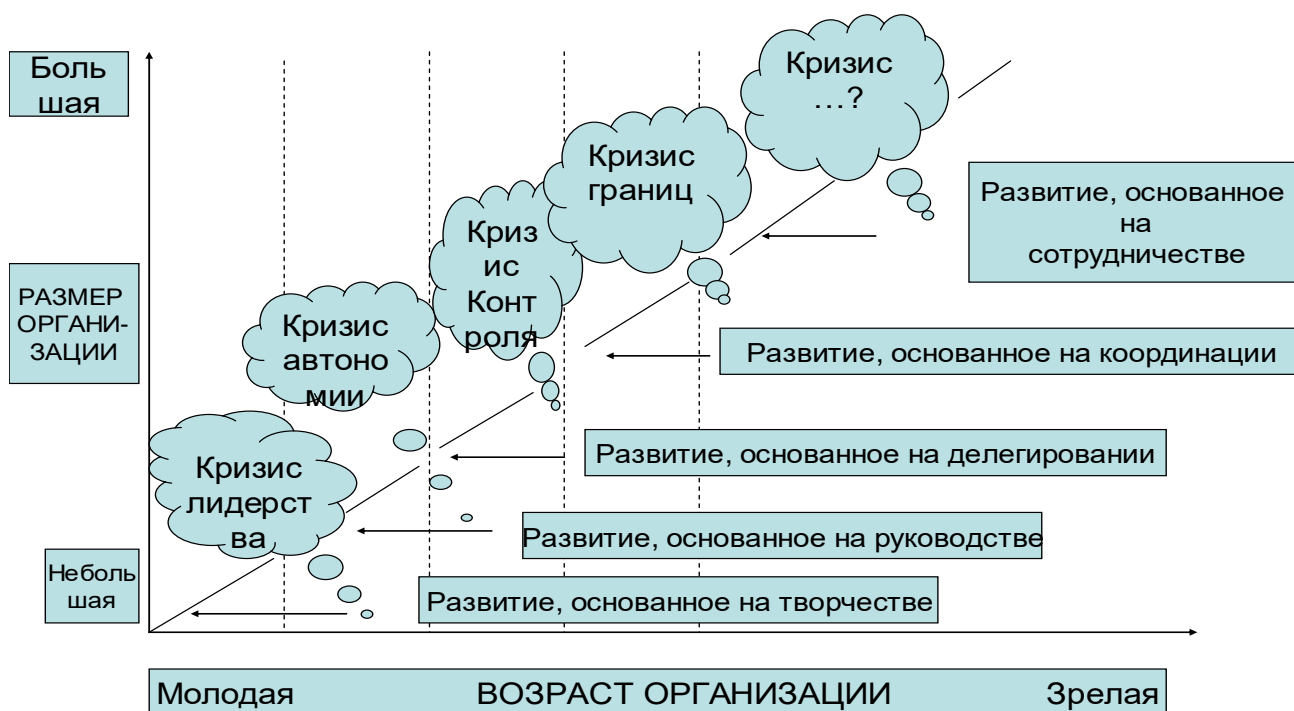 Боль
шая
Кризис
…?
Кризис
границ
Развитие, основанное
на
сотрудничестве
Криз
ис
Конт
роля
РАЗМЕР
ОРГАНИ-
ЗАЦИИ
Кризис
автоно
мии
Развитие, основанное на координации
Развитие, основанное на делегировании
Кризис
лидерст
ва
Развитие, основанное на руководстве
Неболь
шая
Развитие, основанное на творчестве
Молодая ВОЗРАСТ ОРГАНИЗАЦИИ Зрелая